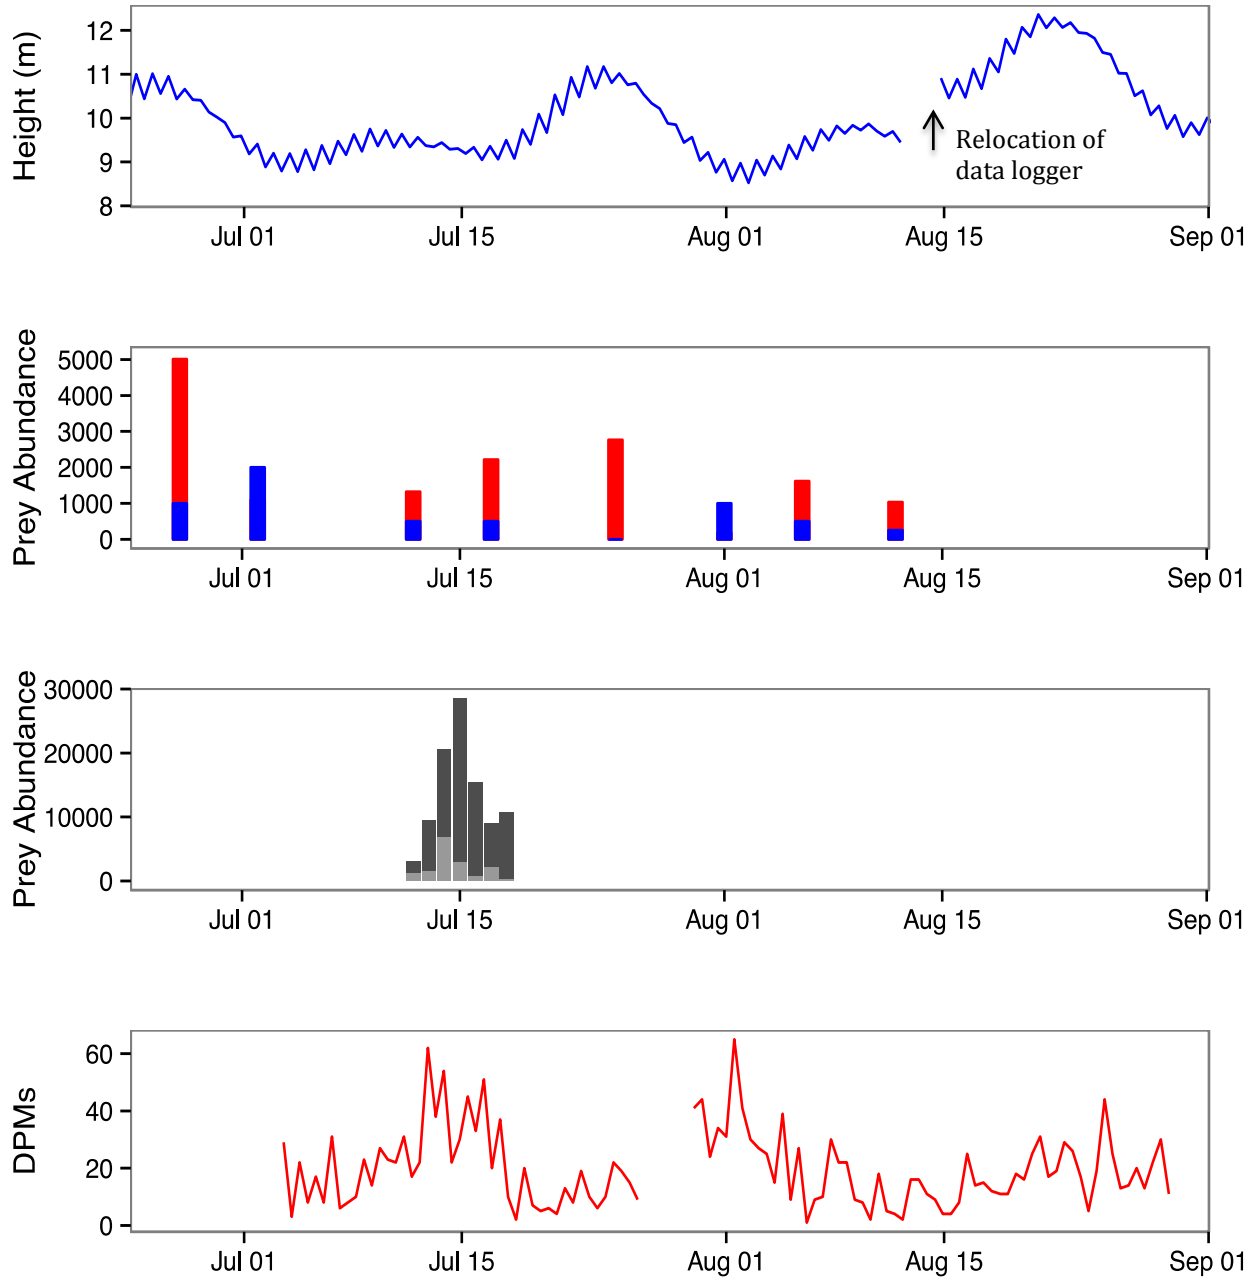 Height (m)
12
11
10
9
8
Relocation of
data logger
Jul 01 Jul 15 Aug 01 Aug 15 Sep 01
Prey Abundance
5000
4000
3000
2000
1000
0
Jul 01 Jul 15 Aug 01 Aug 15 Sep 01
Prey Abundance
30000
20000
10000
0
Jul 01 Jul 15 Aug 01 Aug 15 Sep 01
DPMs
60
40
20
0
Jul 01 Jul 15 Aug 01 Aug 15 Sep 01